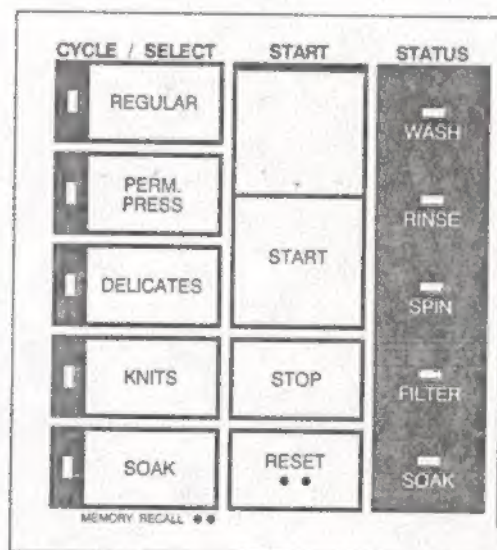 CYCLE / SELECT
START
STATUS
REGULAR
PERM.
PRESS
DELICATES
KNITS
SOAK
MEMORY RECALL ●●
START
STOP
RESET
● ●
WASH
RINSE
SPIN
FILTER
SOAK